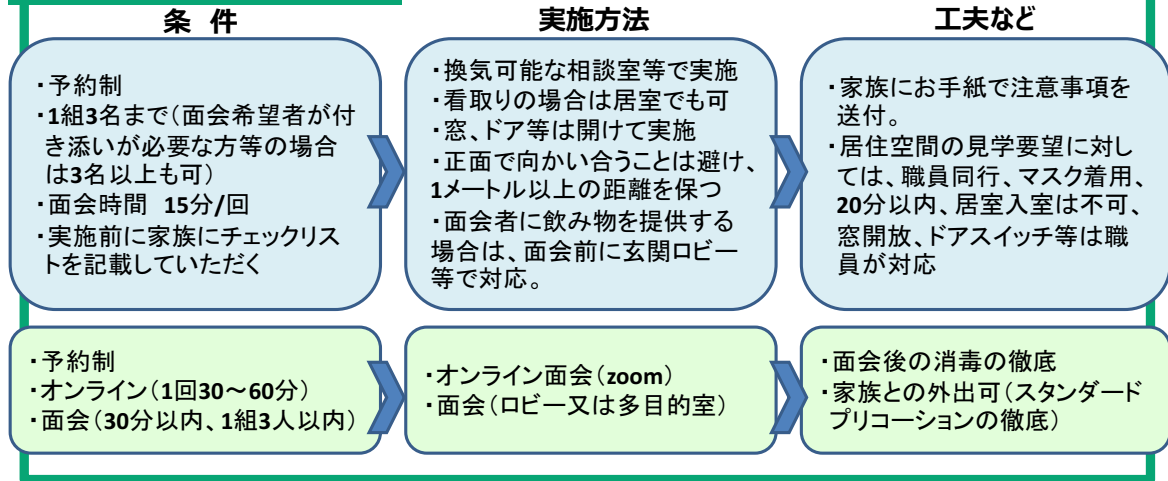 条 件
実施方法
工夫など
・予約制
・1組3名まで（面会希望者が付
き添いが必要な方等の場合
は3名以上も可）
・面会時間 15分/回
・実施前に家族にチェックリス
トを記載していただく
・換気可能な相談室等で実施
・看取りの場合は居室でも可
・窓、ドア等は開けて実施
・正面で向かい合うことは避け、
1メートル以上の距離を保つ
・面会者に飲み物を提供する
場合は、面会前に玄関ロビー
等で対応。
・家族にお手紙で注意事項を
送付。
・居住空間の見学要望に対し
ては、職員同行、マスク着用、
20分以内、居室入室は不可、
窓開放、ドアスイッチ等は職
員が対応
・予約制
・オンライン（1回30～60分）
・面会（30分以内、1組3人以内）
・オンライン面会（zoom）
・面会（ロビー又は多目的室）
・面会後の消毒の徹底
・家族との外出可（スタンダード
プリコーションの徹底）